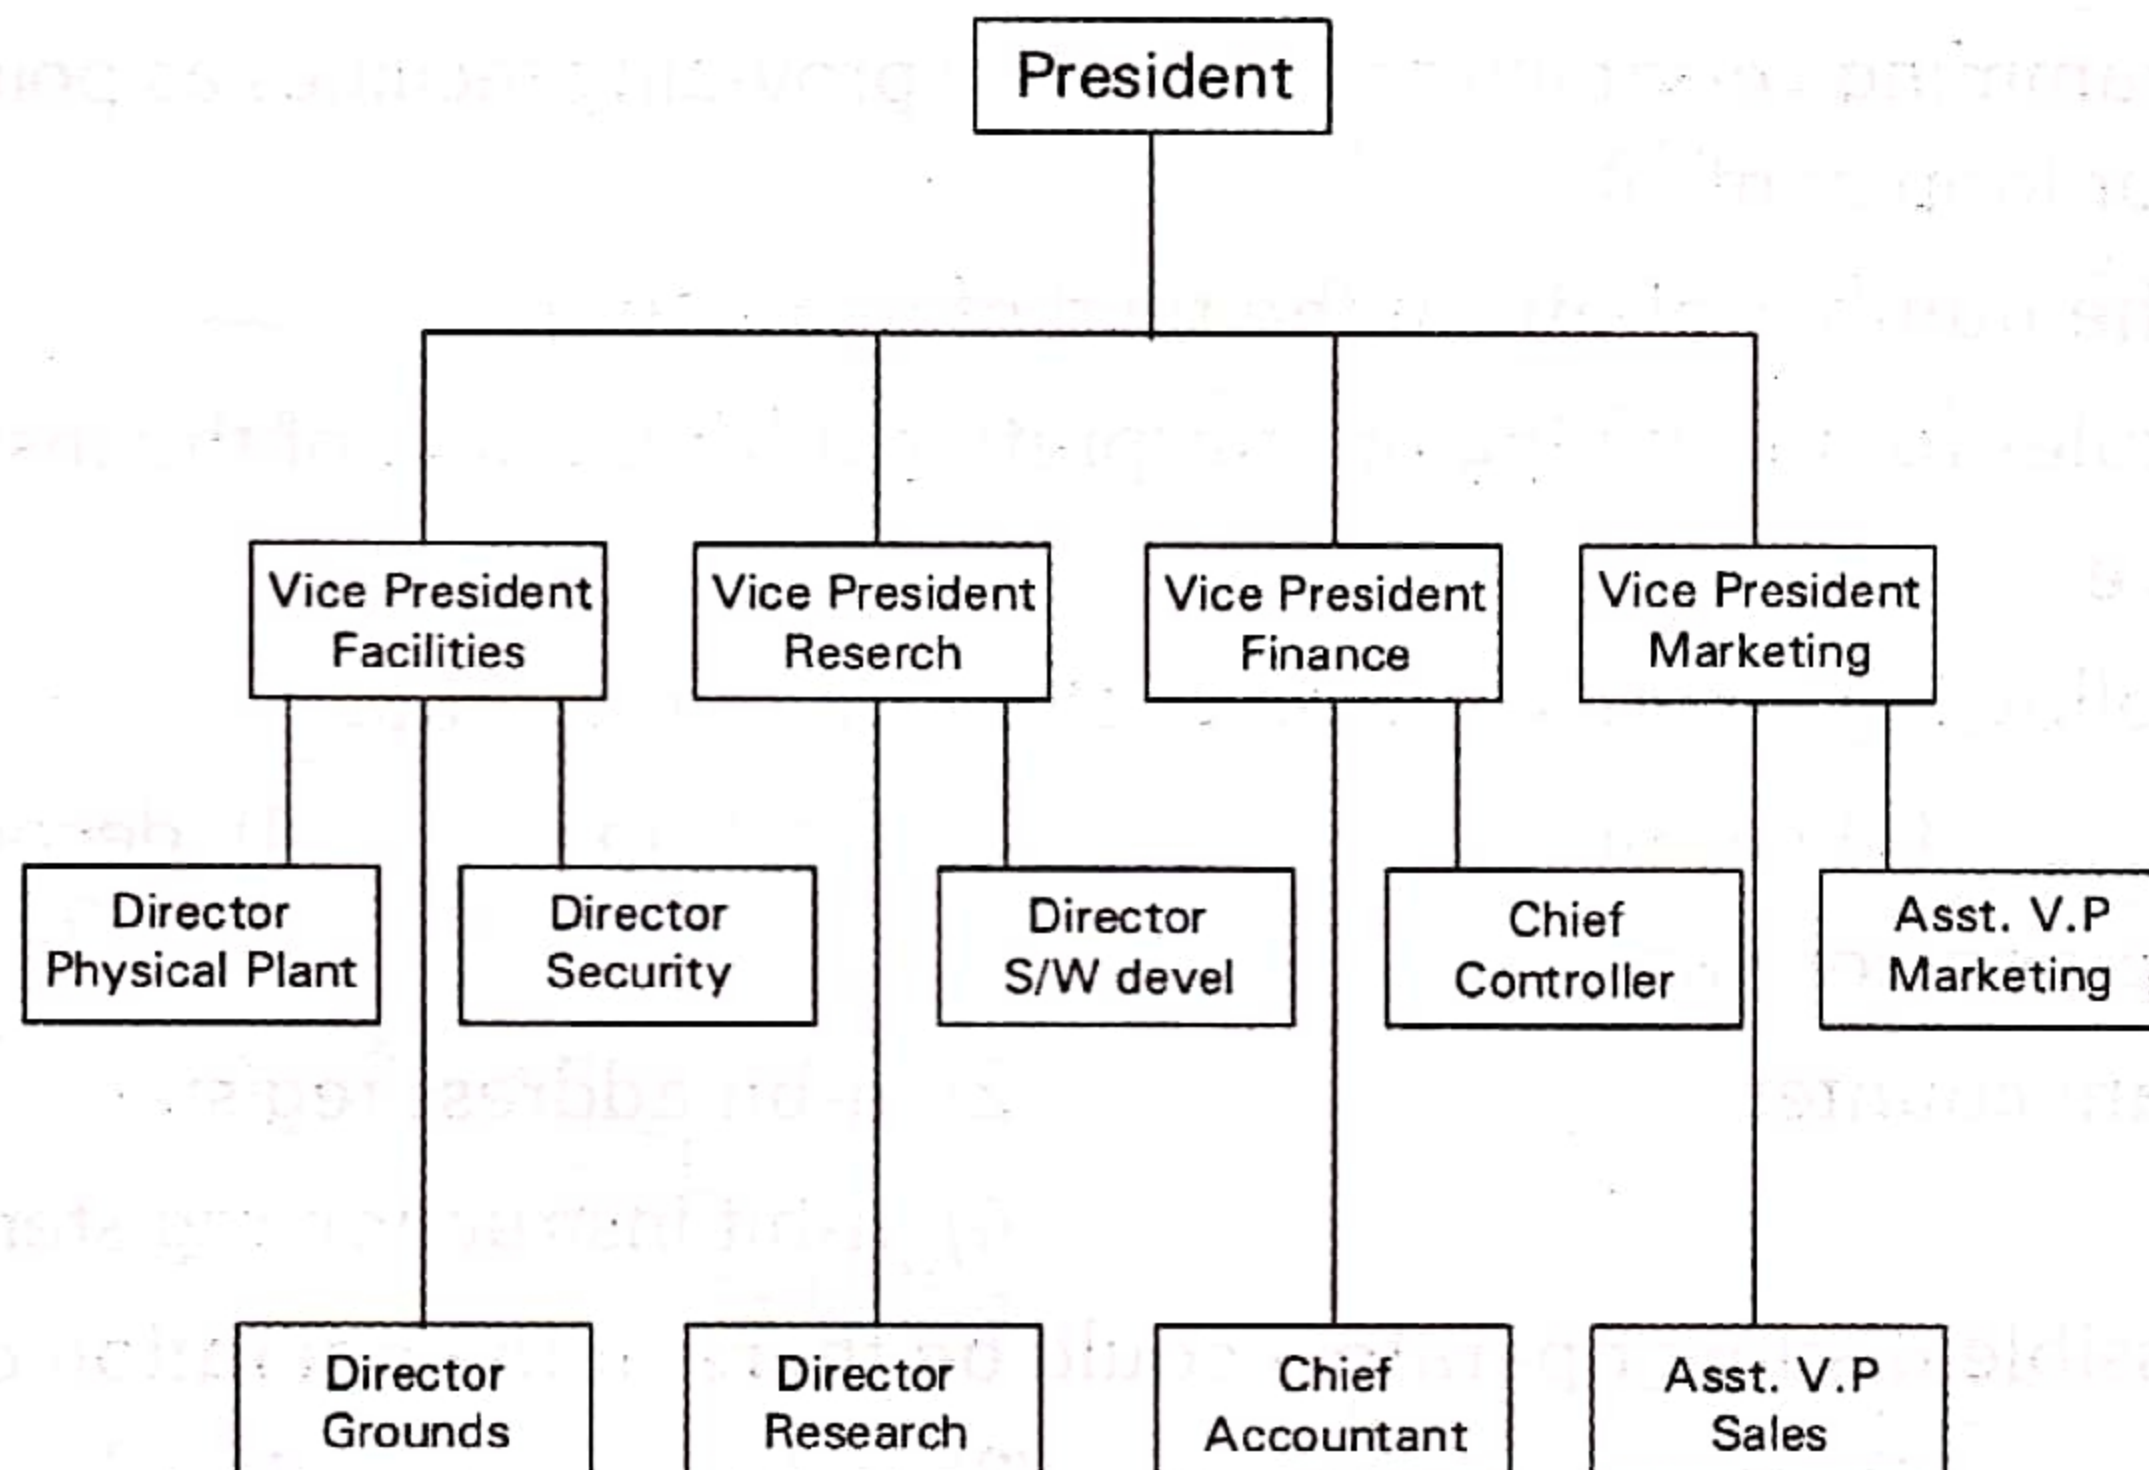 President
Vice President
Facilities
Vice President
Reserch
Vice President
Finance
Vice President
Marketing
Director
Physical Plant
Director
Security
Director
S/W devel
Chief
Controller
Asst. V.P
Marketing
Director
Grounds
Director
Research
Chief
Accountant
Asst. V.P
Sales